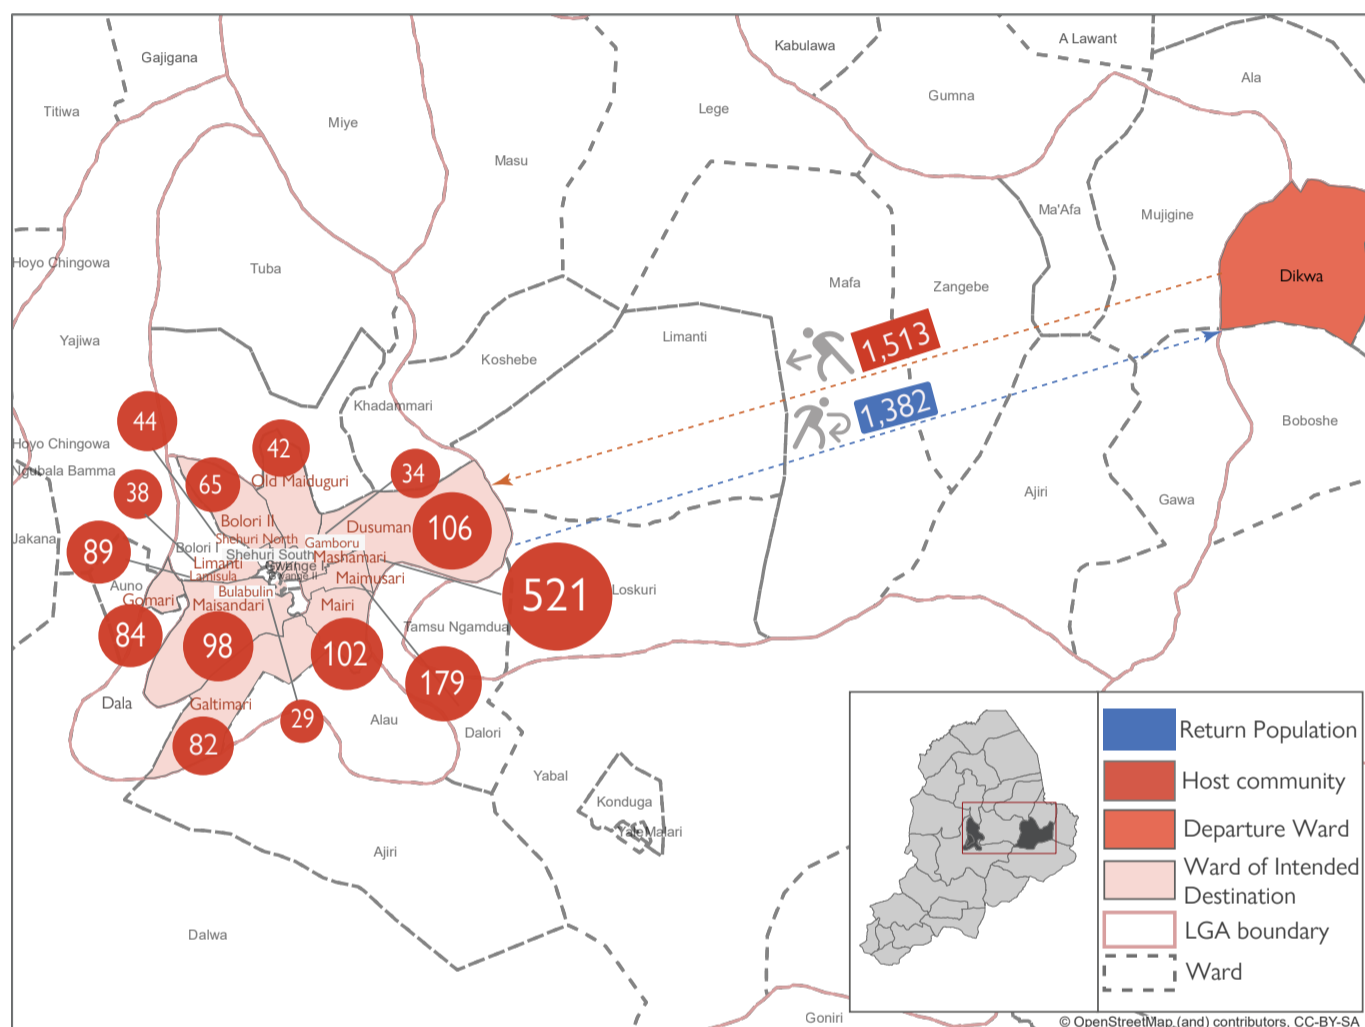 Gajigana
Kabulawa
A Lawant
Ala
Titiwa
Miye
Lege
Gumna
Masu
Ma'Afa
Mujigine
Hoyo Chingowa
Tuba
Mafa
Zangebe
Dikwa
Yajiwa
Koshebe
Limanti
1,513
1,382
Khadammari
44
Hoyo Chingowa
42
34
Boboshe
Ngubala Bamma
38
65
Old Maiduguri
Ajiri
Gawa
Bolori II
Dusuman
106
Jakana
89
Bolori I
Shehuri North
Gamboru
Shehuri South
Mashamari
Limanti
Lamisula
Maimusari
Auno
Gomari
Bulabulin
Maisandari
Mairi
521
Loskuri
Tamsu Ngamdua
84
98
102
179
Dala
Galtimari
29
Alau
82
Dalori
Yabal
Konduga
Yale Malari
Ajiri
Dalwa
Goniri
Return Population
Host community
Departure Ward
Ward of Intended
Destination
LGA boundary
Ward
© OpenStreetMap (and) contributors, CC-BY-SA